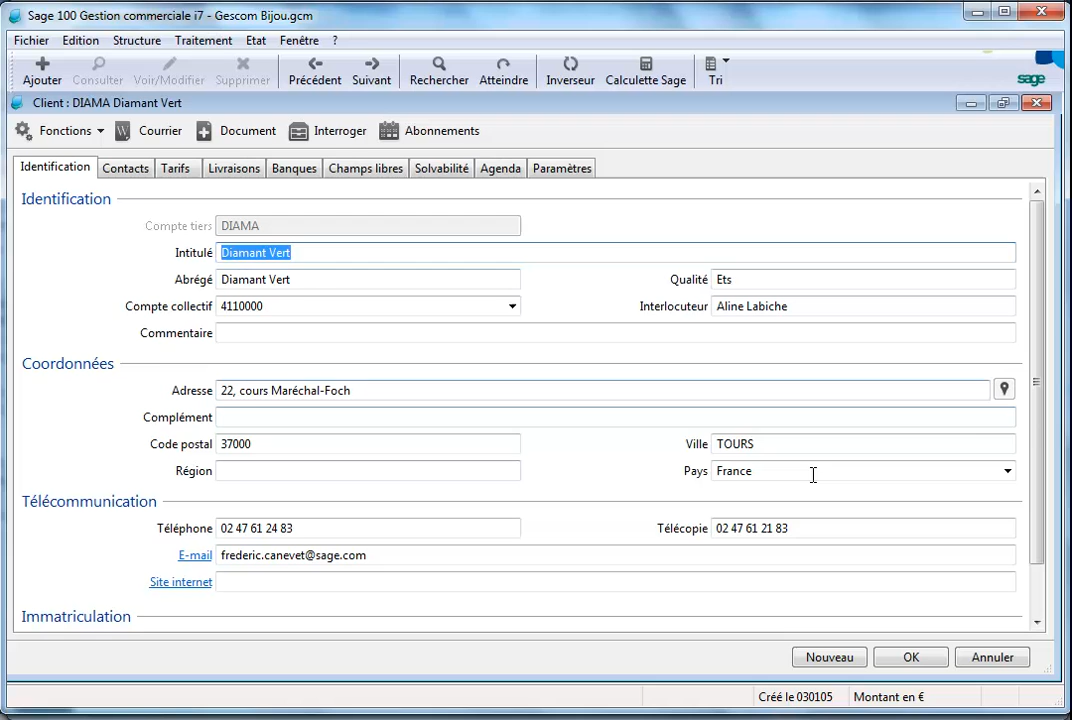 Sage 100 Gestion commerciale i7 - Gescom Bijou.gcm
Fichier Edition Structure Traitement Etat Fenêtre ?
Ajouter Consulter Voir/Modifier Supprimer Précédent Suivant Rechercher Atteindre Inverseur Calculette Sage Tri sage
Client : DIAMA Diamant Vert
Fonctions W Courrier Document Interroger Abonnements
Identification Contacts Tarifs Livraisons Banques Champs libres Solvabilité Agenda Paramètres
Identification
Compte tiers DIAMA
Intitulé Diamant Vert
Abrégé Diamant Vert Qualité Ets
Compte collectif 4110000 Interlocuteur Aline Labiche
Commentaire
Coordonnées
Adresse 22, cours Maréchal-Foch
Complément
Code postal 37000 Ville TOURS
Région Pays France
Télécommunication
Téléphone 02 47 61 24 83 Télécopie 02 47 61 21 83
E-mail frederic.canevet@sage.com
Site internet
Immatriculation
Nouveau OK Annuler
Créé le 030105 Montant en €